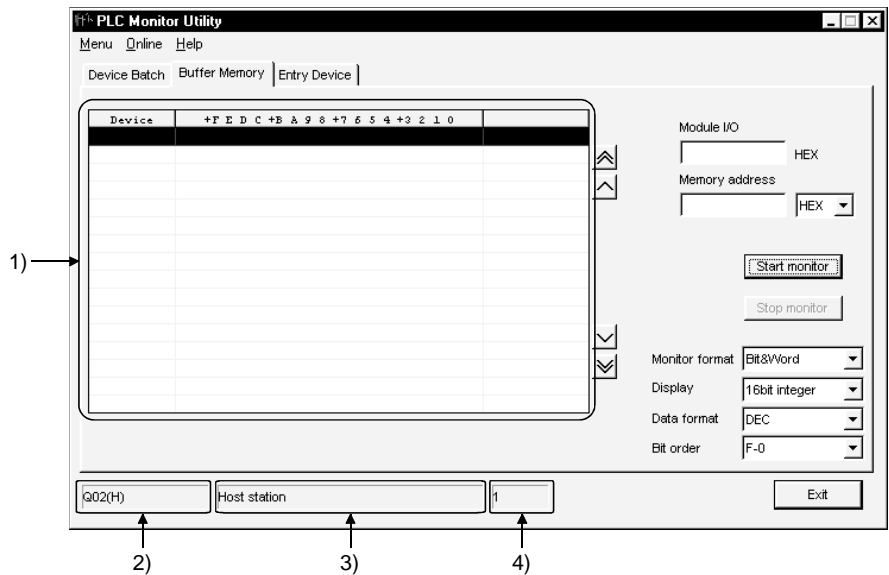 PLC Monitor Utility
Menu Online Help
Device Batch Buffer Memory Entry Device
Device +F E D C +B A 9 8 +7 6 5 4 +3 2 1 0
Module I/O
HEX
Memory address
HEX
1)
Start monitor
Stop monitor
Monitor format Bit&Word
Display 16bit integer
Data format DEC
Bit order F-0
Q02(H) Host station 1 Exit
2) 3) 4)